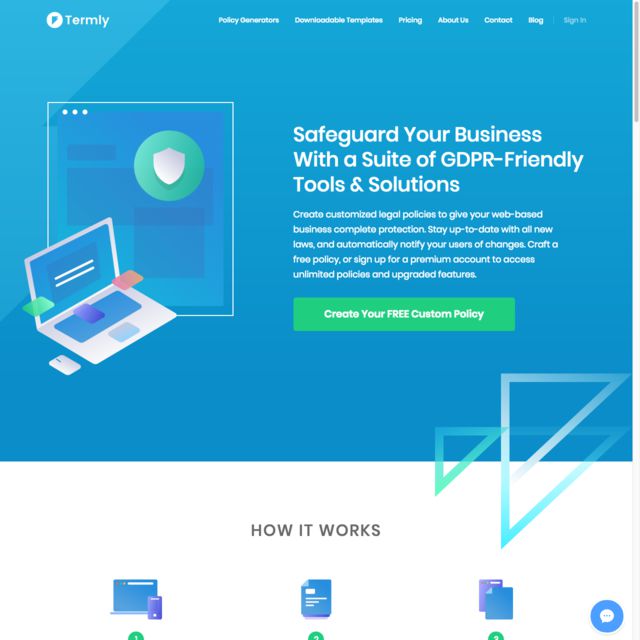 Termly
Policy Generators Downloadable Templates Pricing About Us Contact Blog Sign In
Safeguard Your Business
With a Suite of GDPR-Friendly
Tools & Solutions
Create customized legal policies to give your web-based
business complete protection. Stay up-to-date with all new
laws, and automatically notify your users of changes. Craft a
free policy, or sign up for a premium account to access
unlimited policies and upgraded features.
Create Your FREE Custom Policy
HOW IT WORKS
1 2 3